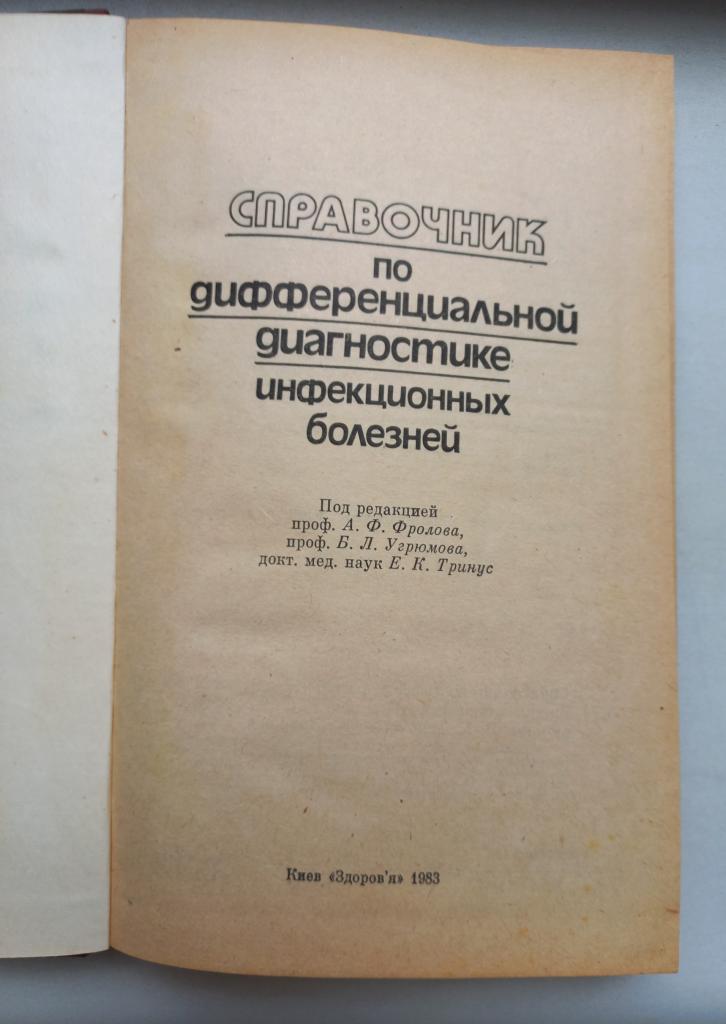 СПРАВОЧНИК
по
дифференциальной
диагностике
инфекционных
болезней
Под редакцией
проф. А. Ф. Фролова,
проф. Б. Л. Угрюмова,
докт. мед. наук Е. К. Тринус
Киев «Здоров'я» 1983